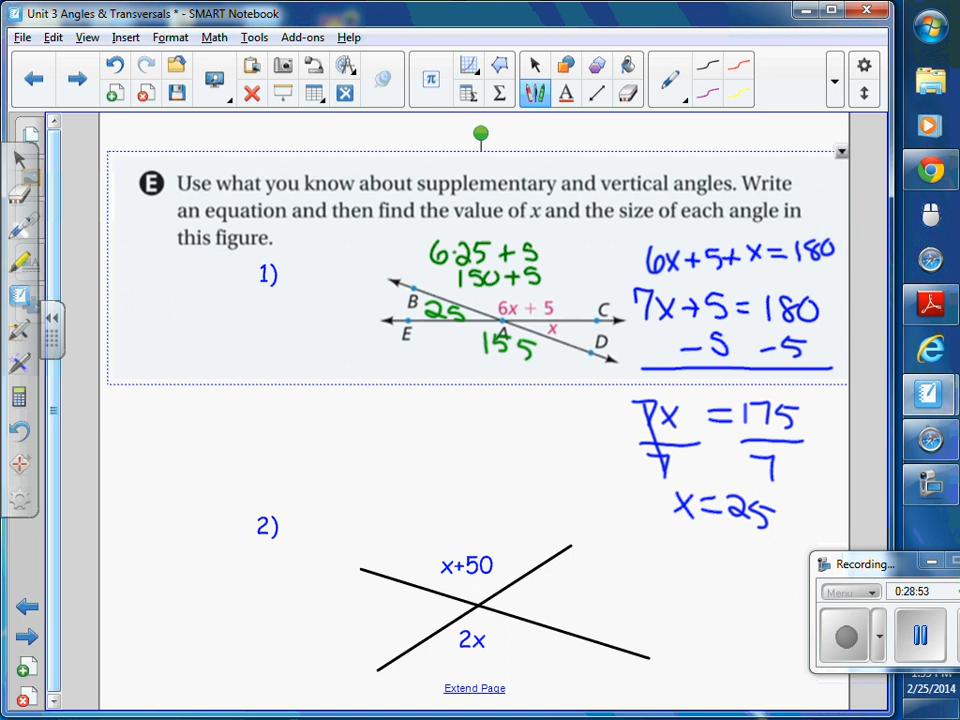 Unit 3 Angles & Transversals * - SMART Notebook
File Edit View Insert Format Math Tools Add-ons Help
E Use what you know about supplementary and vertical angles. Write
an equation and then find the value of x and the size of each angle in
this figure.
1)
6·25 + 5
150+5
B
25
6x + 5
C
E
A
x
D
155
6x+5+x=180
7x+5=180
-5 -5
7x =175
7 7
x=25
2)
x+50
2x
Extend Page
Recording...
Menu
0:28:53
2/25/2014